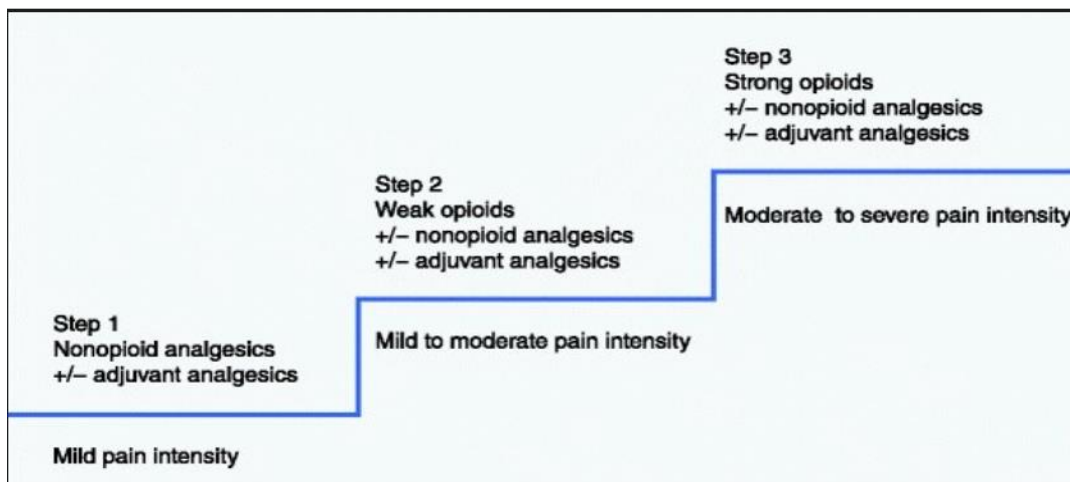 Step 3
Strong opioids
+/– nonopioid analgesics
+/– adjuvant analgesics
Moderate  to severe pain intensity
Step 2
Weak opioids
+/– nonopioid analgesics
+/– adjuvant analgesics
Mild to moderate pain intensity
Step 1
Nonopioid analgesics
+/– adjuvant analgesics
Mild pain intensity